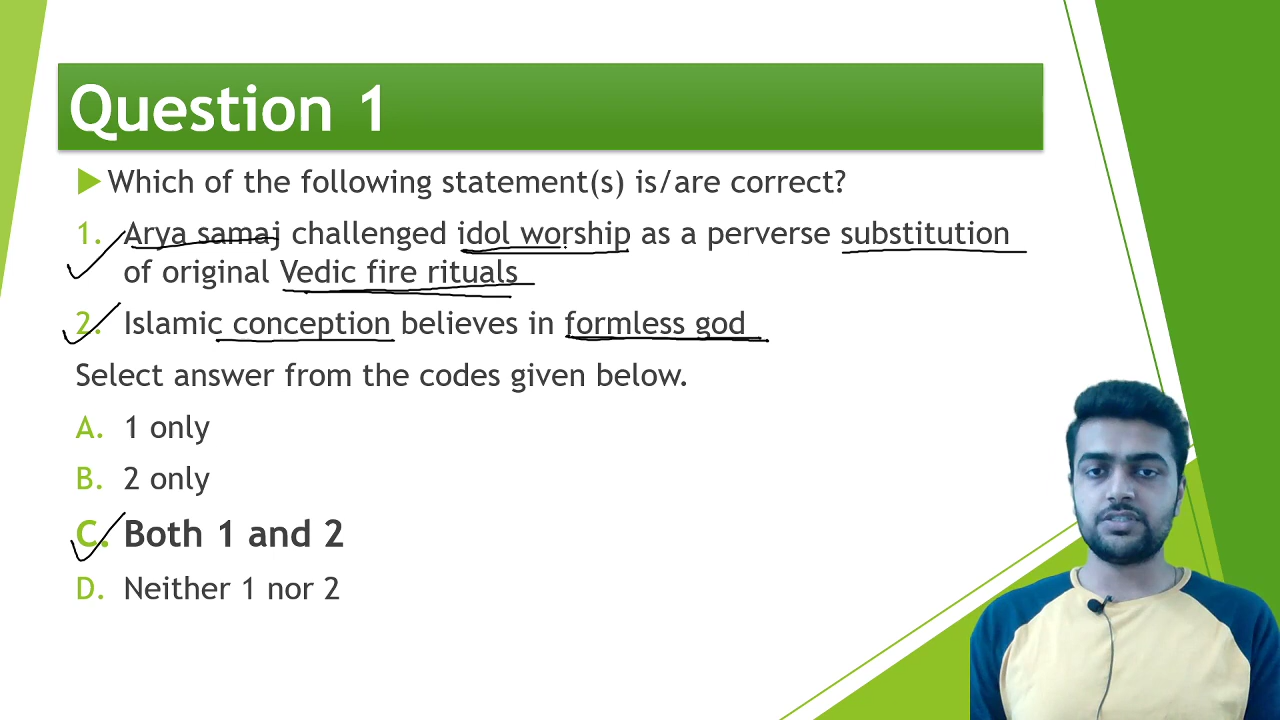 Question 1
Which of the following statement(s) is/are correct?
1. Arya samaj challenged idol worship as a perverse substitution
of original Vedic fire rituals
2. Islamic conception believes in formless god
Select answer from the codes given below.
A. 1 only
B. 2 only
C. Both 1 and 2
D. Neither 1 nor 2